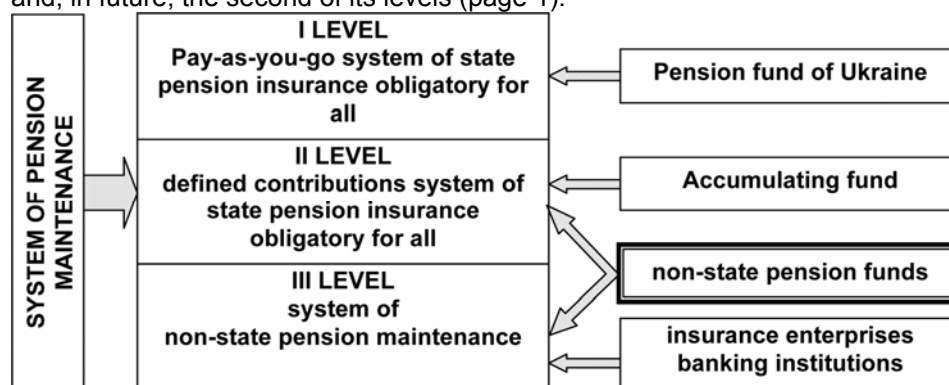 and, in future, the second of its levels (page 1).
SYSTEM OF PENSION
MAINTENANCE
I LEVEL
Pay-as-you-go system of state
pension insurance obligatory for
all
II LEVEL
defined contributions system of
state pension insurance
obligatory for all
III LEVEL
system of
non-state pension maintenance
Pension fund of Ukraine
Accumulating fund
non-state pension funds
insurance enterprises
banking institutions